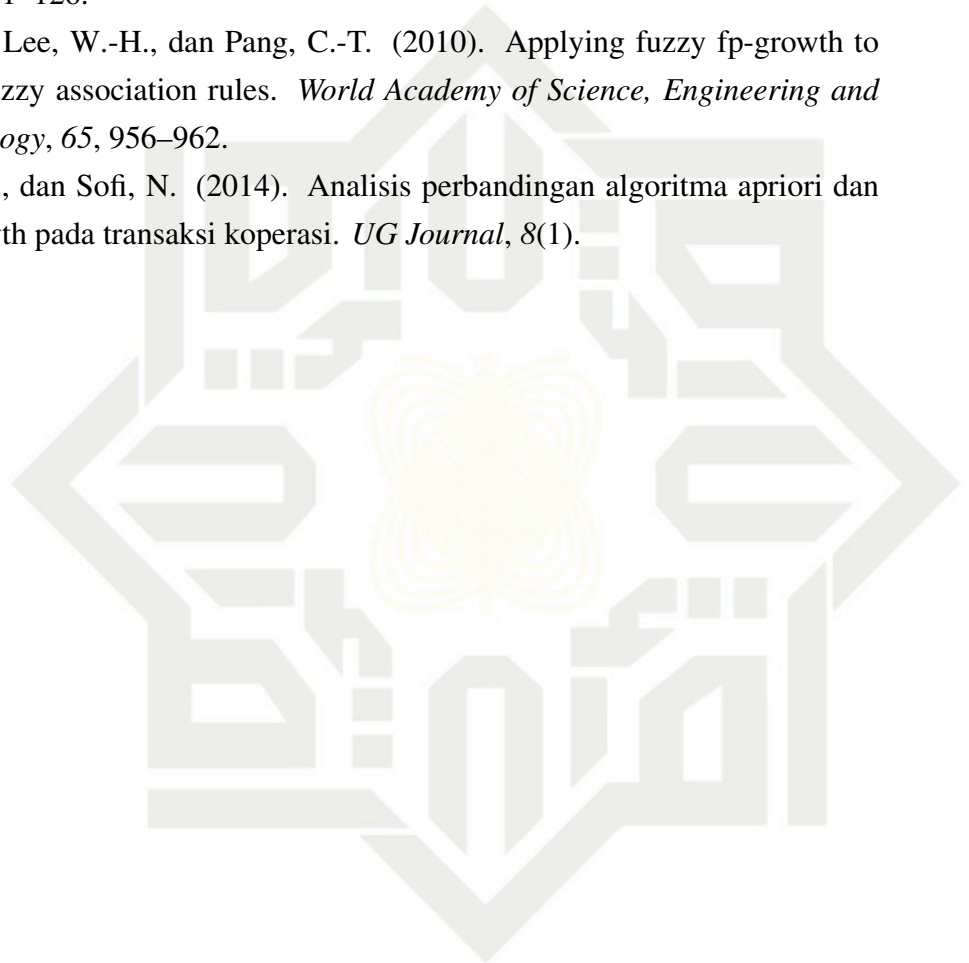 Lee, W.-H., dan Pang, C.-T. (2010). Applying fuzzy fp-growth to
zzy association rules. World Academy of Science, Engineering and
ogy, 65, 956–962.
, dan Sofi, N. (2014). Analisis perbandingan algoritma apriori dan
th pada transaksi koperasi. UG Journal, 8(1).